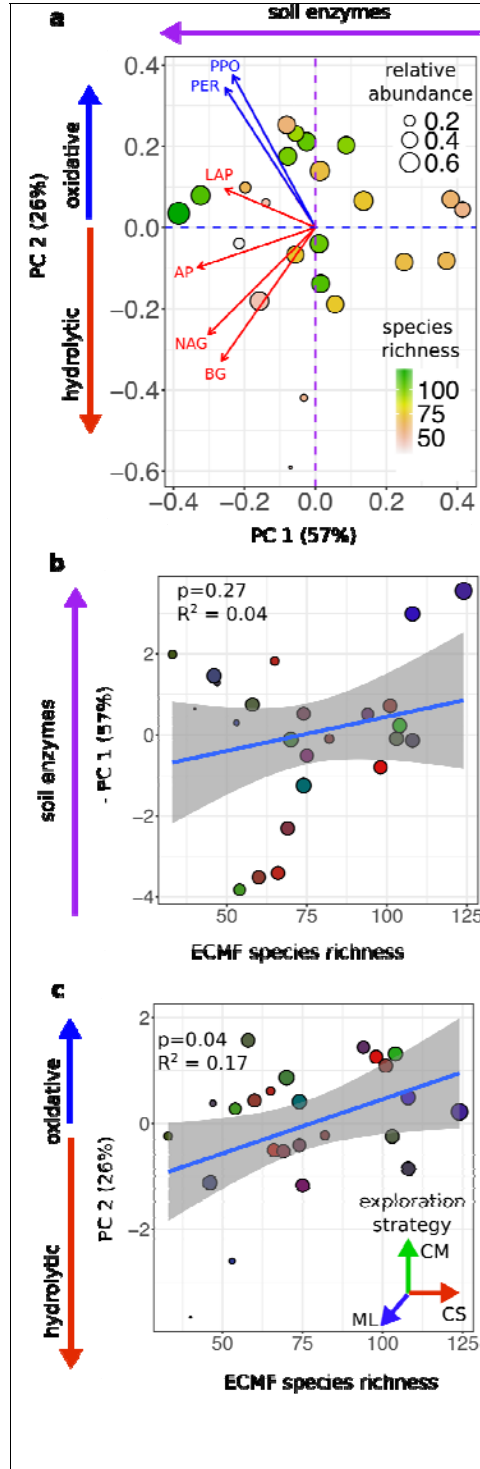 soil enzymes
a
PPO
PER
LAP
AP
NAG
BG
relative
abundance
0.2
0.4
0.6
species
richness
100
75
50
oxidative
hydrolytic
PC 2 (26%)
0.4
0.2
0.0
−0.2
−0.4
−0.6
−0.4
−0.2
0.0
0.2
0.4
PC 1 (57%)
b
p=0.27
R² = 0.04
soil enzymes
- PC 1 (57%)
2
0
−2
−4
50
75
100
125
ECMF species richness
c
p=0.04
R² = 0.17
oxidative
hydrolytic
PC 2 (26%)
2
0
−2
exploration
strategy
CM
ML
CS
50
75
100
125
ECMF species richness